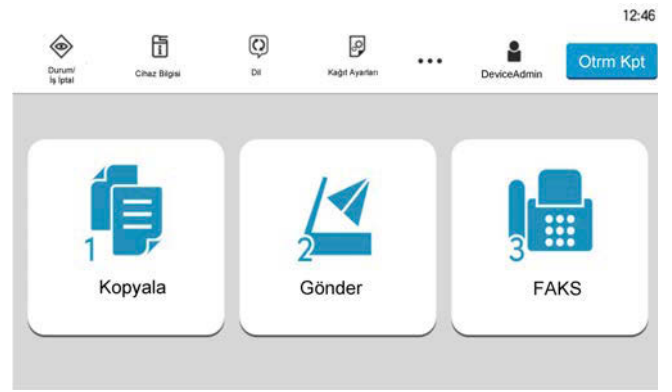 12:46
Durum/
İş İptal
Cihaz Bilgisi
Dil
Kağıt Ayarları
...
DeviceAdmin
Otrm Kpt
1
Kopyala
2
Gönder
3
FAKS